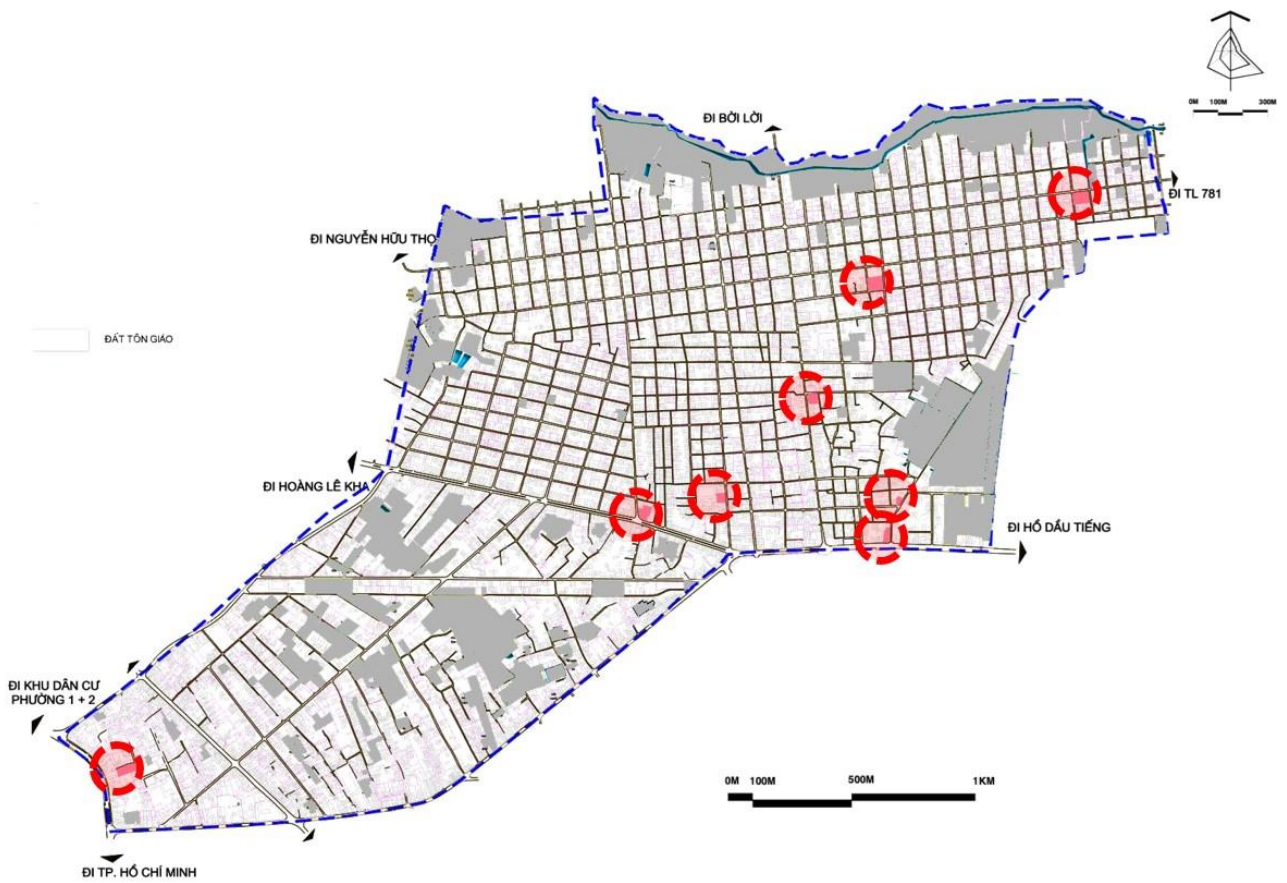 0M 100M 300M
ĐI BỜI LỜI
ĐI TL 781
ĐI NGUYỄN HỮU THỌ
ĐẤT TÔN GIÁO
ĐI HOÀNG LÊ KHA
ĐI HỒ DẦU TIẾNG
ĐI KHU DÂN CƯ
PHƯỜNG 1 + 2
0M 100M 500M 1KM
ĐI TP. HỒ CHÍ MINH